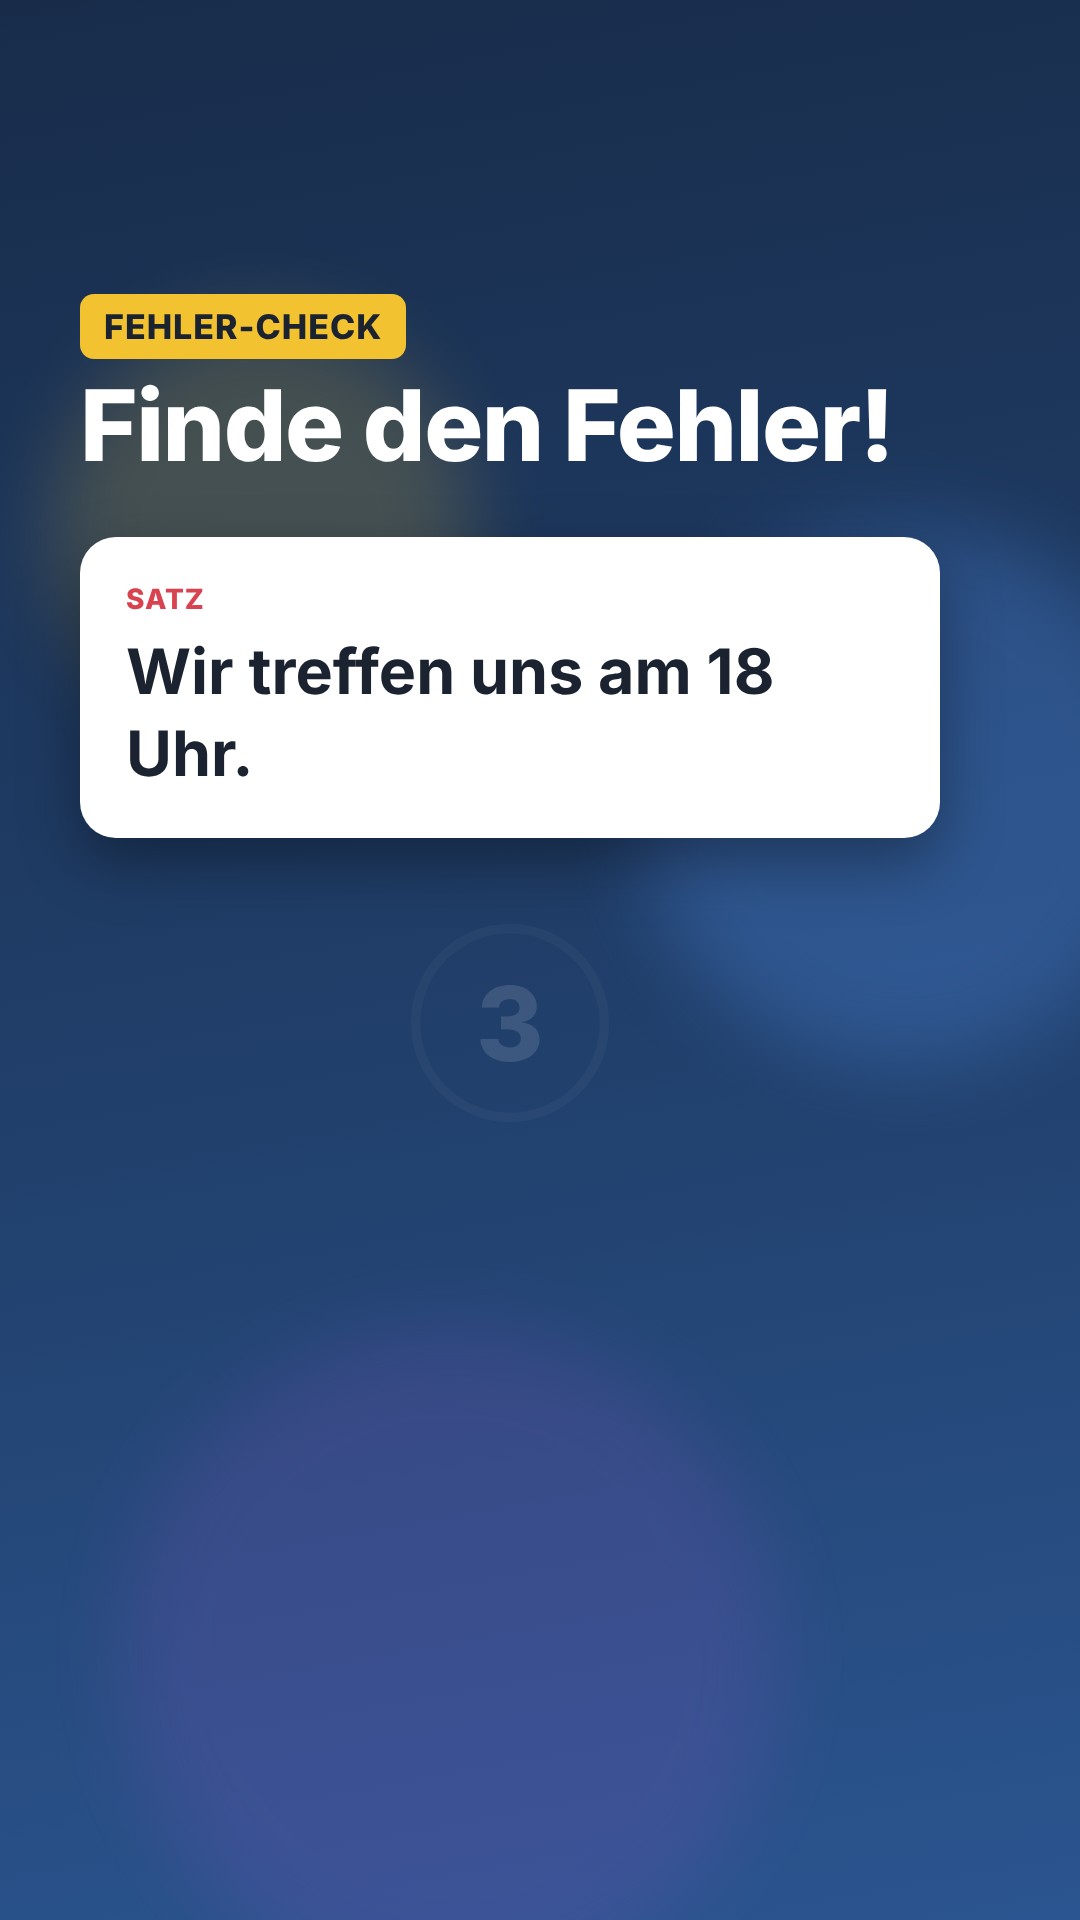 FEHLER-CHECK
Finde den Fehler!
SATZ
Wir treffen uns am 18
Uhr.
3